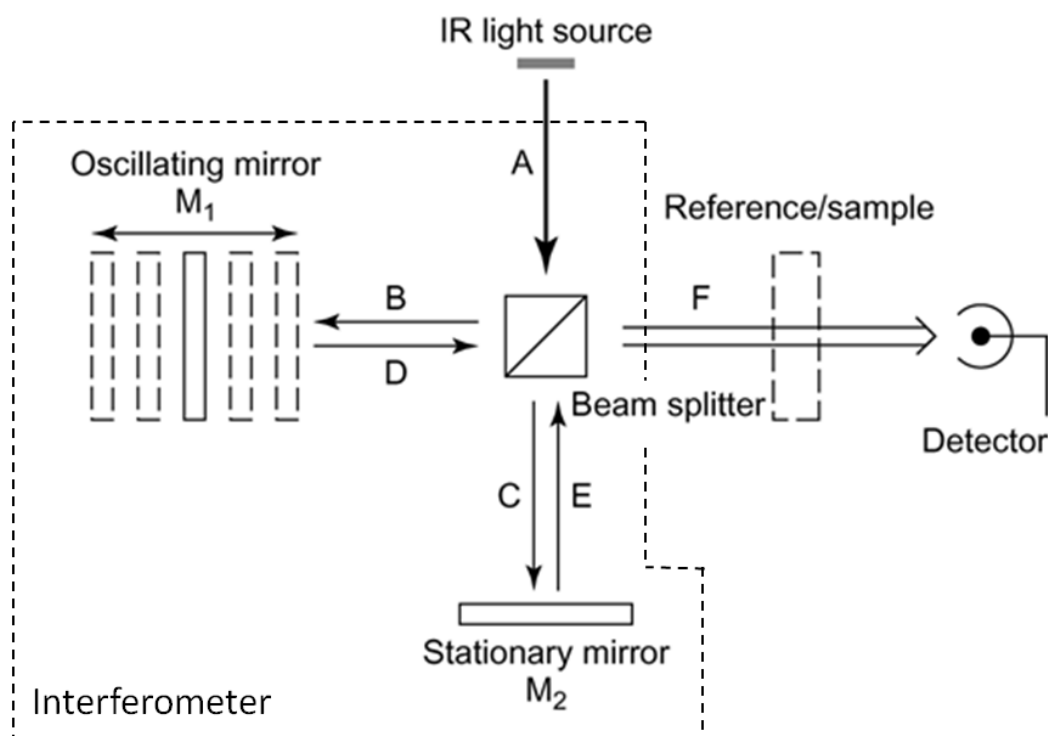 IR light source
A
Oscillating mirror
M₁
Reference/sample
B
F
D
Beam splitter
Detector
C
E
Stationary mirror
M₂
Interferometer